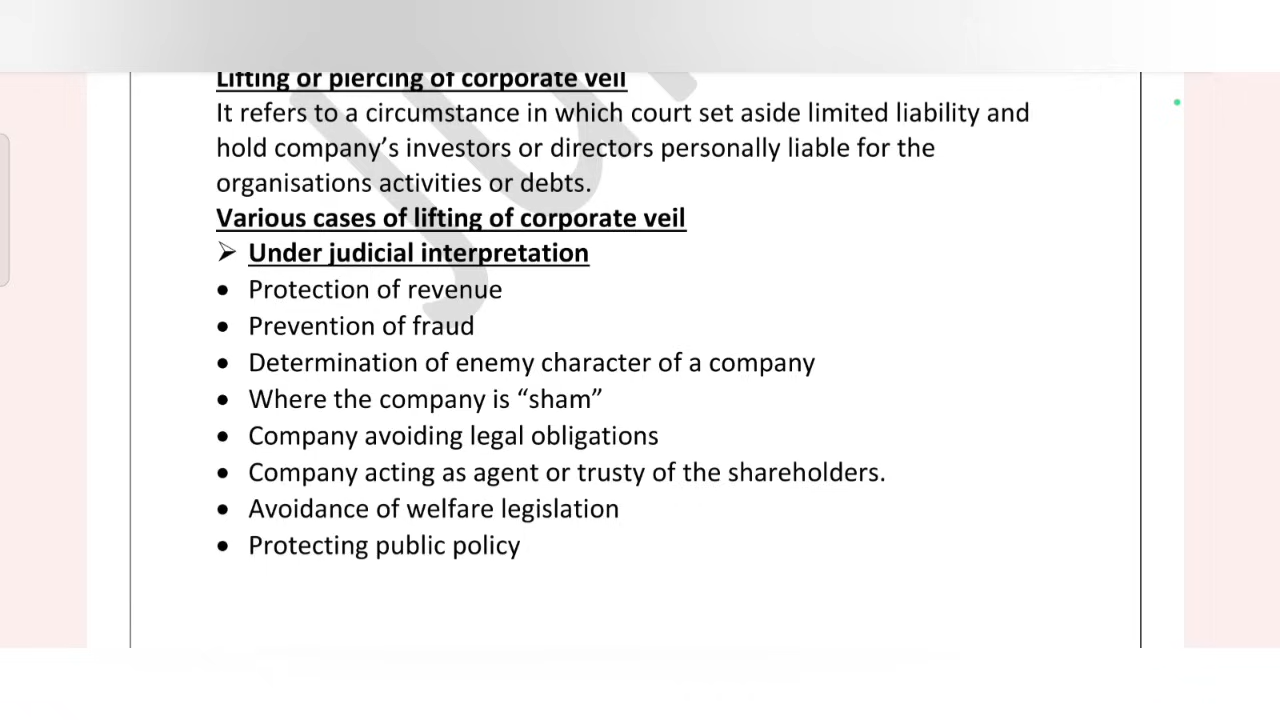 Lifting or piercing of corporate veil
It refers to a circumstance in which court set aside limited liability and
hold company’s investors or directors personally liable for the
organisations activities or debts.
Various cases of lifting of corporate veil
➢ Under judicial interpretation
• Protection of revenue
• Prevention of fraud
• Determination of enemy character of a company
• Where the company is “sham”
• Company avoiding legal obligations
• Company acting as agent or trusty of the shareholders.
• Avoidance of welfare legislation
• Protecting public policy